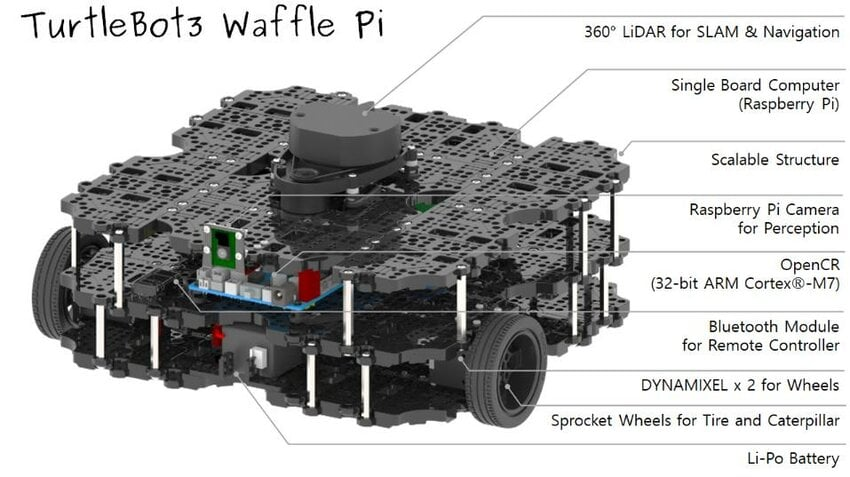 TurtleBot3 Waffle Pi
360° LiDAR for SLAM & Navigation
Single Board Computer
(Raspberry Pi)
Scalable Structure
Raspberry Pi Camera
for Perception
OpenCR
(32-bit ARM Cortex®-M7)
Bluetooth Module
for Remote Controller
DYNAMIXEL x 2 for Wheels
Sprocket Wheels for Tire and Caterpillar
Li-Po Battery